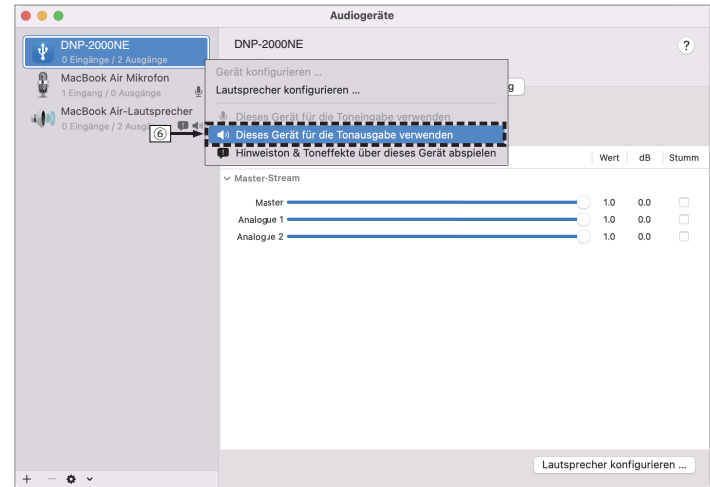 Audiogeräte
DNP-2000NE
0 Eingänge / 2 Ausgänge
MacBook Air Mikrofon
1 Eingang / 0 Ausgänge
MacBook Air-Lautsprecher
0 Eingänge / 2
⑥
DNP-2000NE
?
Gerät konfigurieren ...
Lautsprecher konfigurieren ...
Dieses Gerät für die Toneingabe verwenden
Dieses Gerät für die Tonausgabe verwenden
Hinweiston & Toneffekte über dieses Gerät abspielen
Wert dB Stumm
Master-Stream
Master 1.0 0.0
Analogue 1 1.0 0.0
Analogue 2 1.0 0.0
Lautsprecher konfigurieren ...